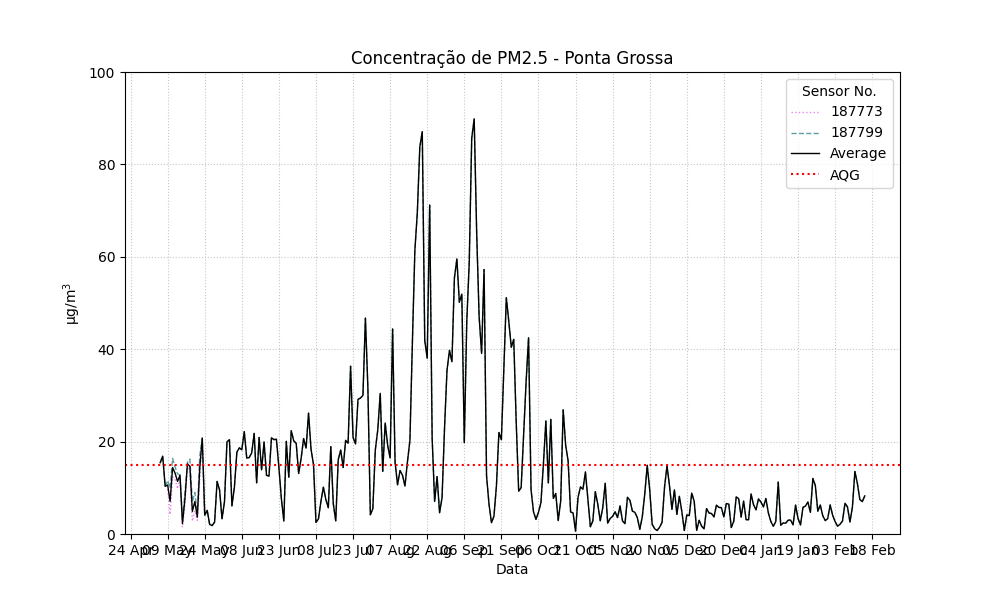 Concentração de PM2.5 - Ponta Grossa
100
80
60
40
20
0
µg/m³
Sensor No.
187773
187799
Average
AQG
24 Apr 09 May 24 May 08 Jun 23 Jun 08 Jul 23 Jul 07 Aug 22 Aug 06 Sep 21 Sep 06 Oct 21 Oct 05 Nov 20 Nov 05 Dec 20 Dec 04 Jan 19 Jan 03 Feb 18 Feb
Data